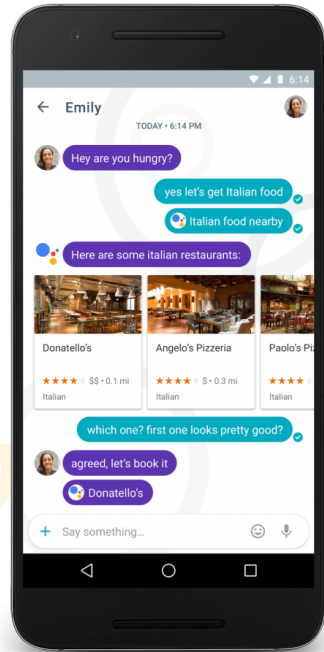 6:14
Emily
TODAY • 6:14 PM
Hey are you hungry?
yes let's get Italian food
Italian food nearby
Here are some italian restaurants:
Donatello's
$$ • 0.1 mi
Italian
Angelo's Pizzeria
$ • 0.3 mi
Italian
Paolo's Piz
Italian
which one? first one looks pretty good?
agreed, let's book it
Donatello's
Say something...